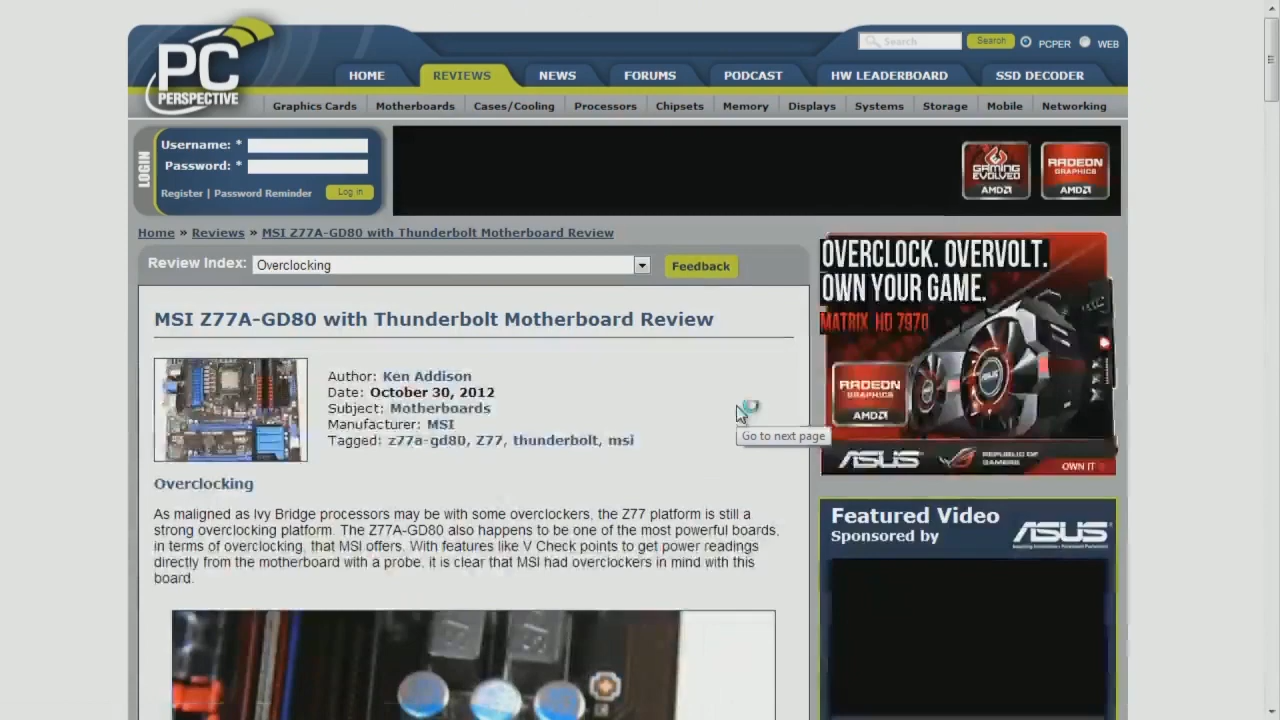 PC
PERSPECTIVE
Search
Search
PCPER
WEB
HOME
REVIEWS
NEWS
FORUMS
PODCAST
HW LEADERBOARD
SSD DECODER
Graphics Cards
Motherboards
Cases/Cooling
Processors
Chipsets
Memory
Displays
Systems
Storage
Mobile
Networking
LOGIN
Username: *
Password: *
Register | Password Reminder
Log in
GAMING
EVOLVED
AMD
RADEON
GRAPHICS
AMD
Home » Reviews » MSI Z77A-GD80 with Thunderbolt Motherboard Review
Review Index: Overclocking
Feedback
MSI Z77A-GD80 with Thunderbolt Motherboard Review
Author: Ken Addison
Date: October 30, 2012
Subject: Motherboards
Manufacturer: MSI
Tagged: z77a-gd80, Z77, thunderbolt, msi
Go to next page
Overclocking
As maligned as Ivy Bridge processors may be with some overclockers, the Z77 platform is still a
strong overclocking platform. The Z77A-GD80 also happens to be one of the most powerful boards,
in terms of overclocking, that MSI offers. With features like V Check points to get power readings
directly from the motherboard with a probe, it is clear that MSI had overclockers in mind with this
board.
OVERCLOCK. OVERVOLT.
OWN YOUR GAME.
MATRIX HD 7970
RADEON
GRAPHICS
AMD
ASUS
REPUBLIC OF
GAMERS
OWN IT
Featured Video
Sponsored by
ASUS